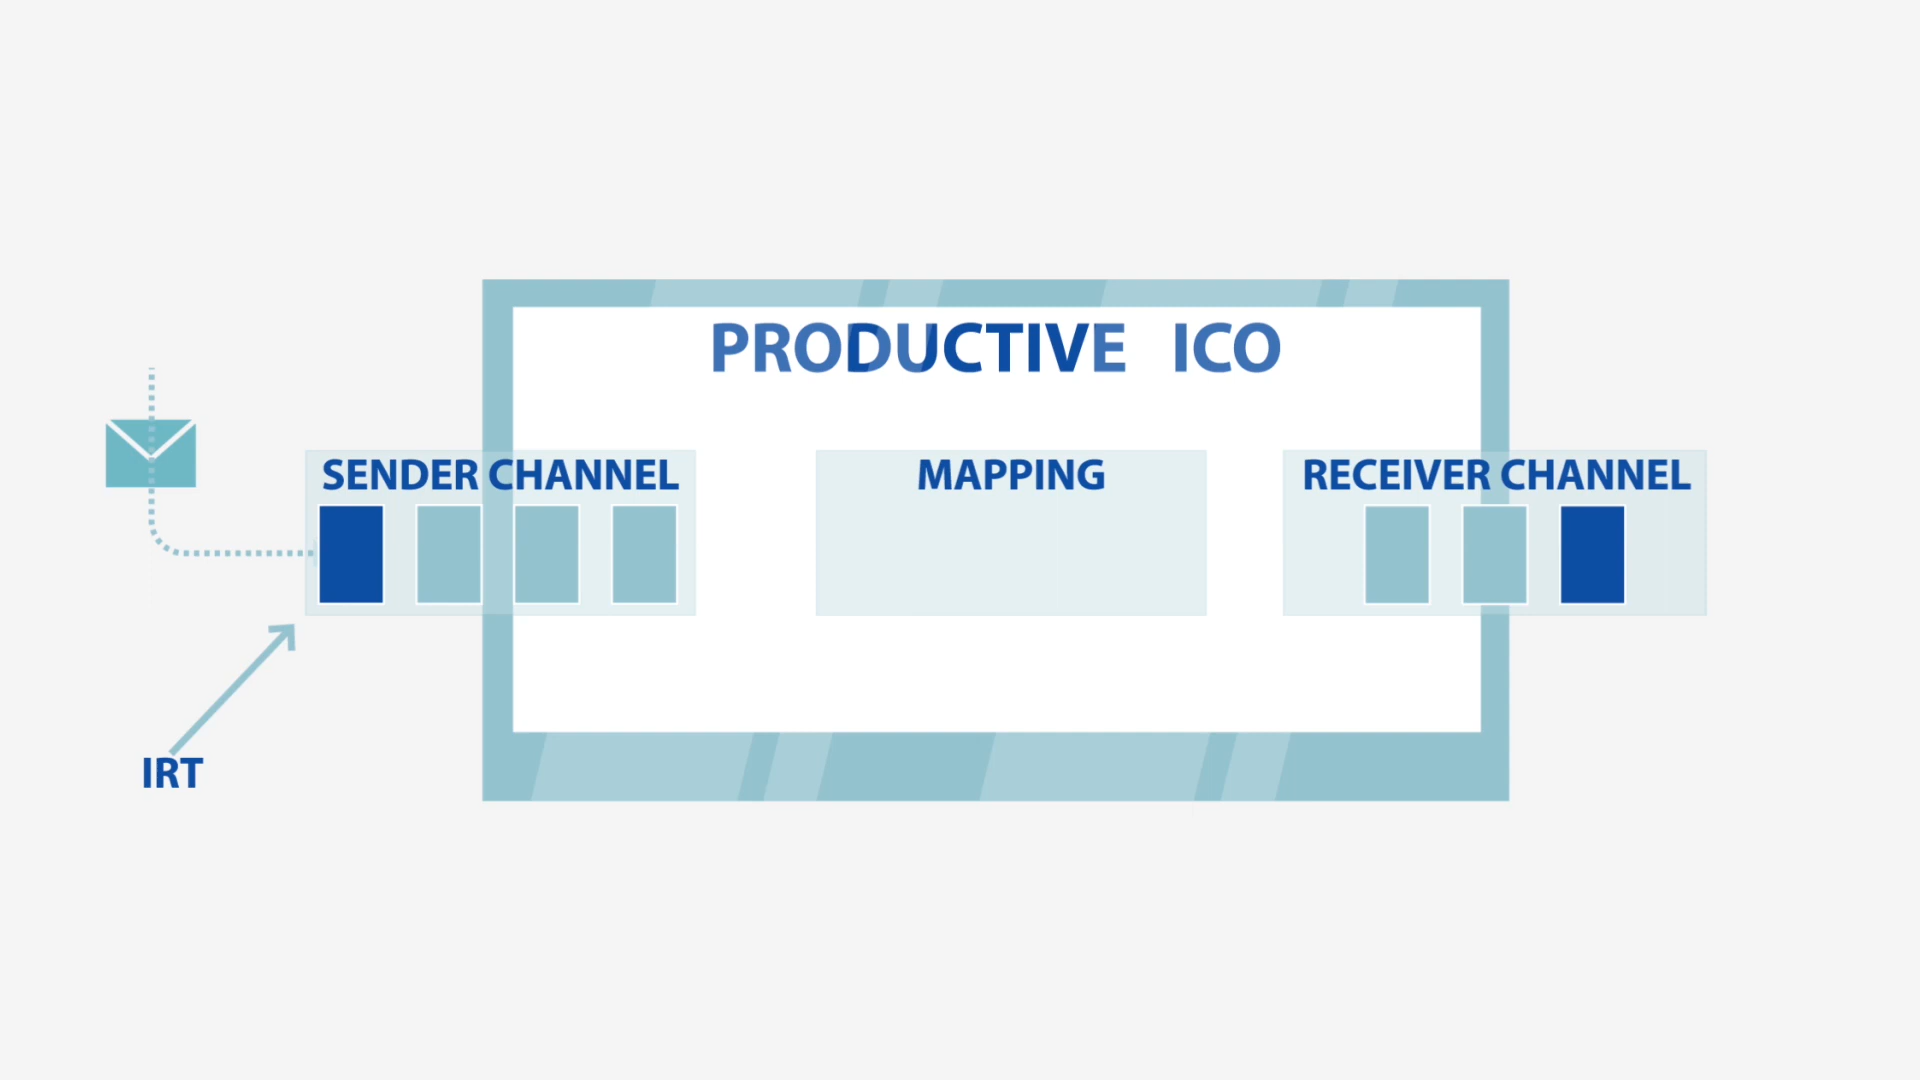 PRODUCTIVE ICO
SENDER CHANNEL
MAPPING
RECEIVER CHANNEL
IRT